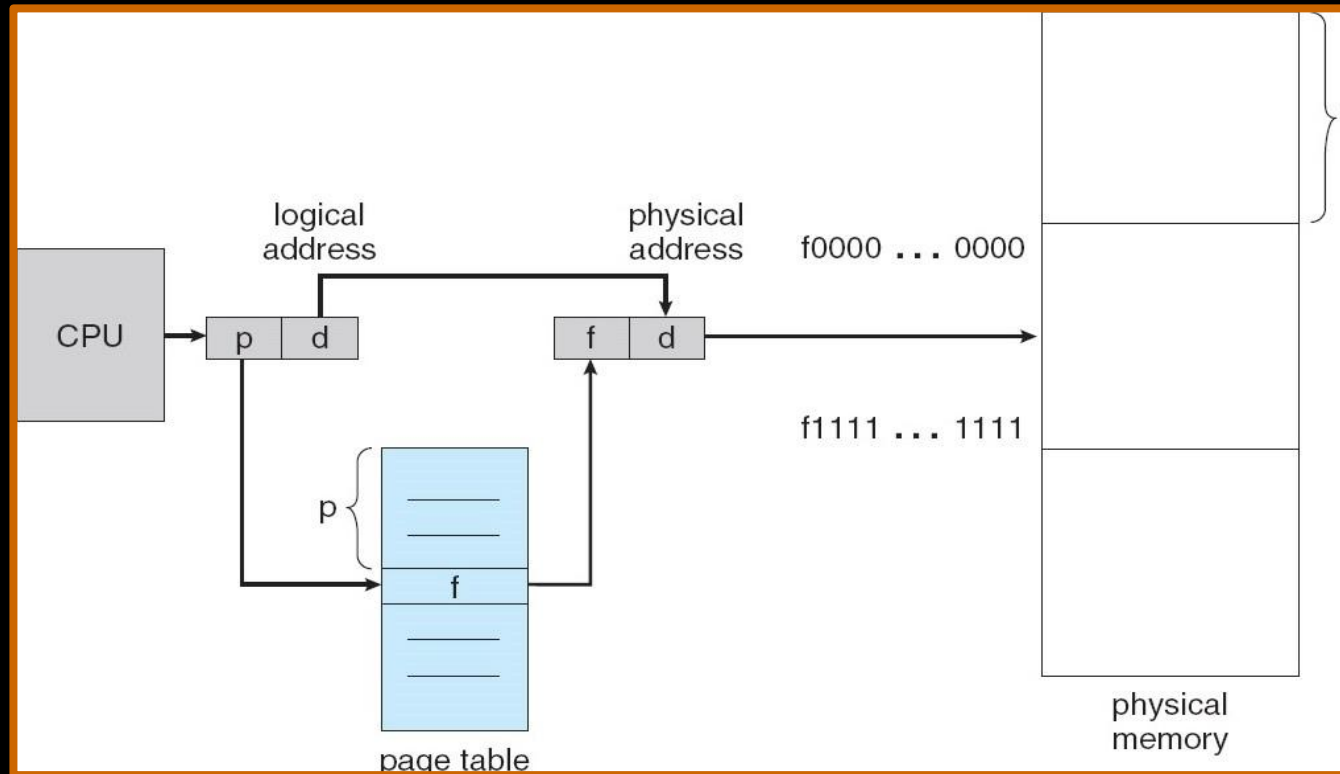 logical
address
physical
address
f0000 ... 0000
CPU
p
d
f
d
f1111 ... 1111
p
f
page table
physical
memory